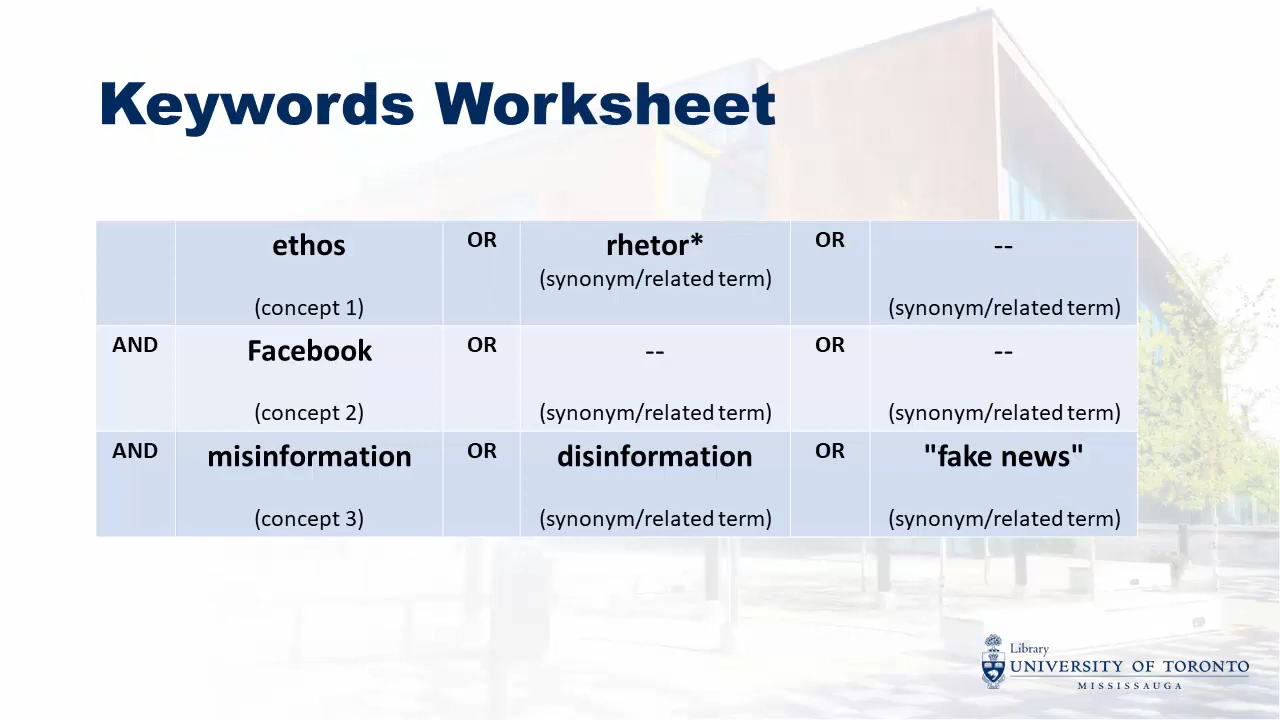 Keywords Worksheet
ethos OR rhetor* OR --
(concept 1) (synonym/related term) (synonym/related term)
AND Facebook OR -- OR --
(concept 2) (synonym/related term) (synonym/related term)
AND misinformation OR disinformation OR "fake news"
(concept 3) (synonym/related term) (synonym/related term)
Library
UNIVERSITY OF TORONTO
MISSISSAUGA